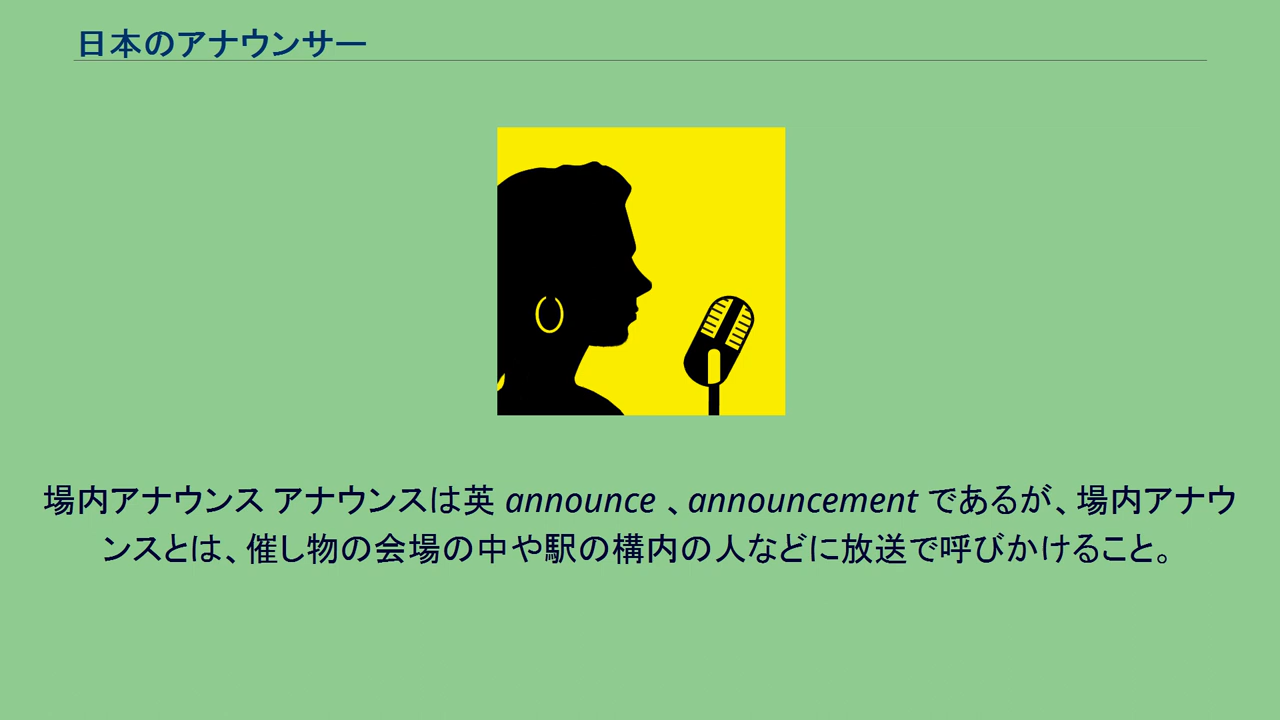 日本のアナウンサー
場内アナウンス アナウンスは英 announce 、announcement であるが、場内アナウ
ンスとは、催し物の会場の中や駅の構内の人などに放送で呼びかけること。